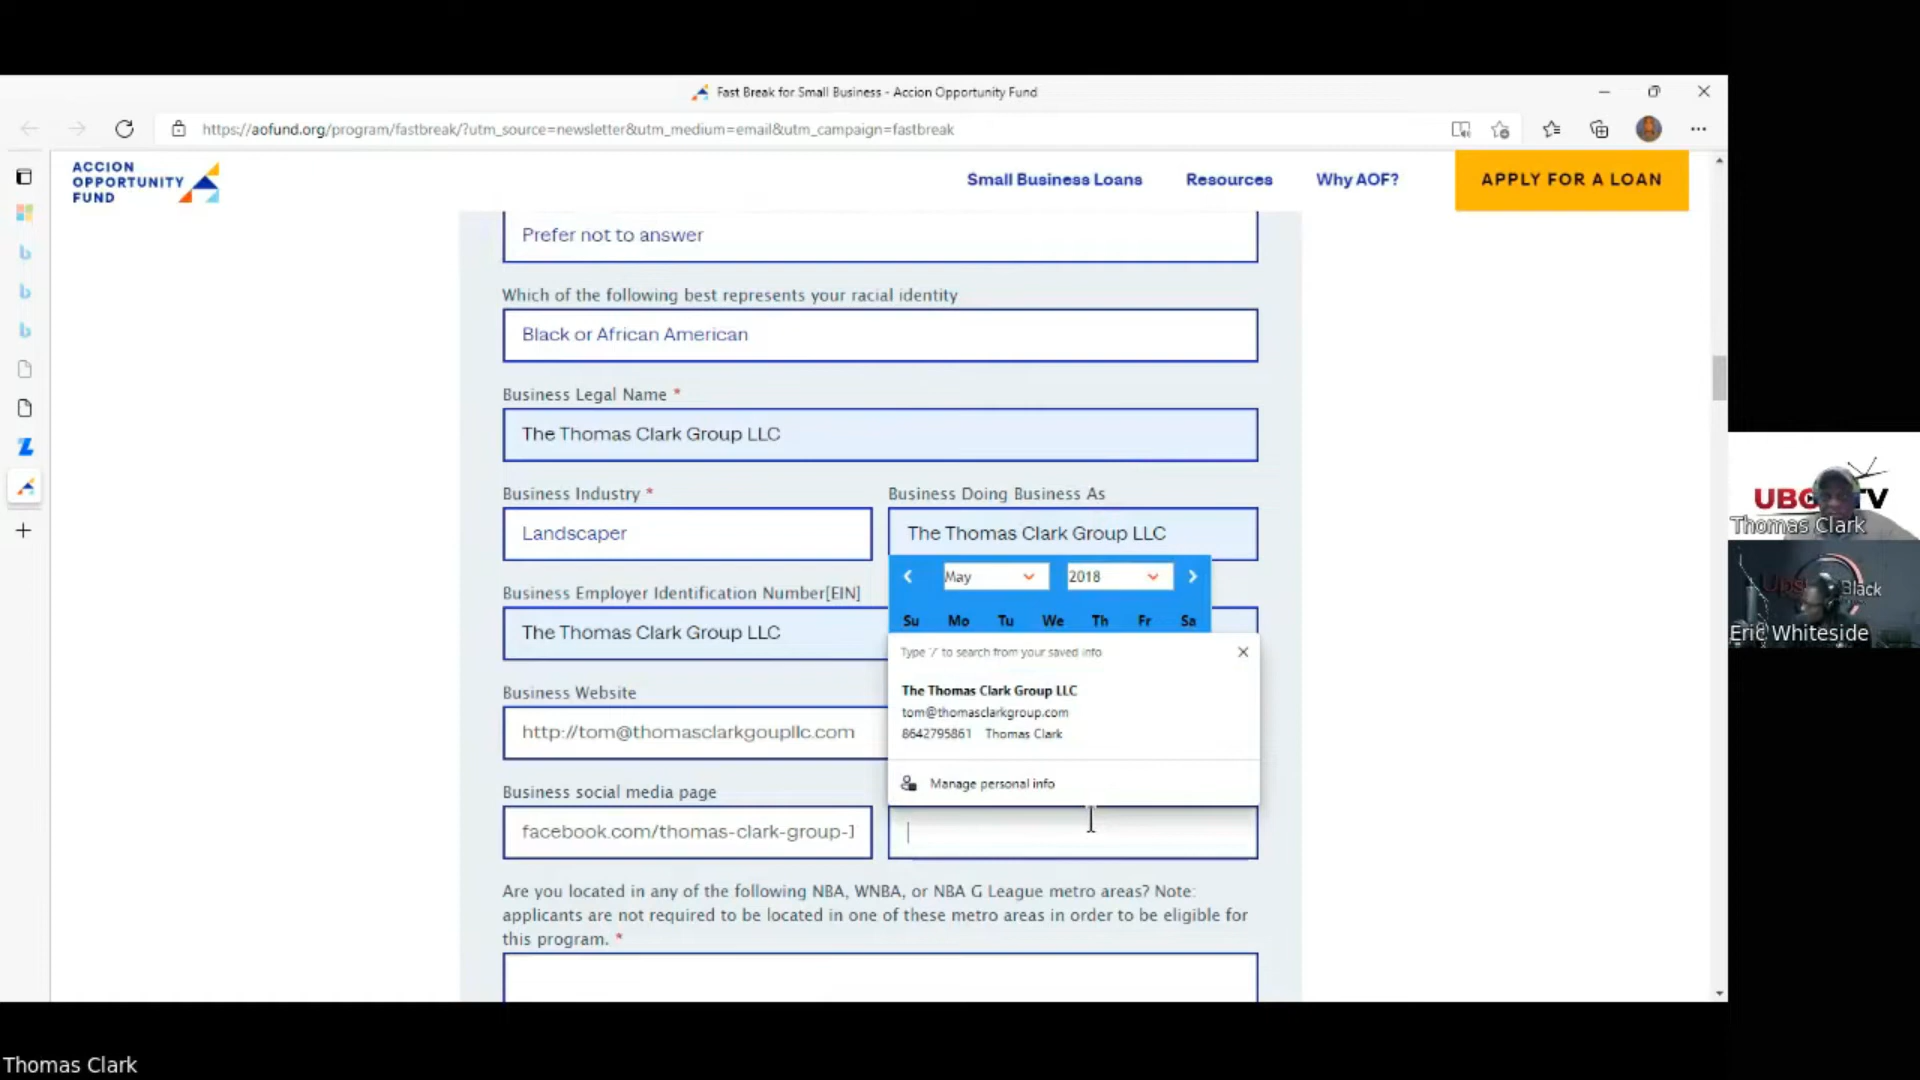 Fast Break for Small Business - Accion Opportunity Fund
https://aofund.org/program/fastbreak/?utm_source=newsletter&utm_medium=email&utm_campaign=fastbreak
ACCION
OPPORTUNITY
FUND
Small Business Loans
Resources
Why AOF?
APPLY FOR A LOAN
Prefer not to answer
Which of the following best represents your racial identity
Black or African American
Business Legal Name *
The Thomas Clark Group LLC
Business Industry *
Business Doing Business As
Landscaper
The Thomas Clark Group LLC
May
2018
Su Mo Tu We Th Fr Sa
Business Employer Identification Number[EIN]
The Thomas Clark Group LLC
Type '/' to search from your saved info
The Thomas Clark Group LLC
tom@thomasclarkgroup.com
8642795861 Thomas Clark
Manage personal info
Business Website
http://tom@thomasclarkgoupllc.com
Business social media page
facebook.com/thomas-clark-group-
Are you located in any of the following NBA, WNBA, or NBA G League metro areas? Note:
applicants are not required to be located in one of these metro areas in order to be eligible for
this program. *
Thomas Clark
Black
Eric Whiteside
Thomas Clark